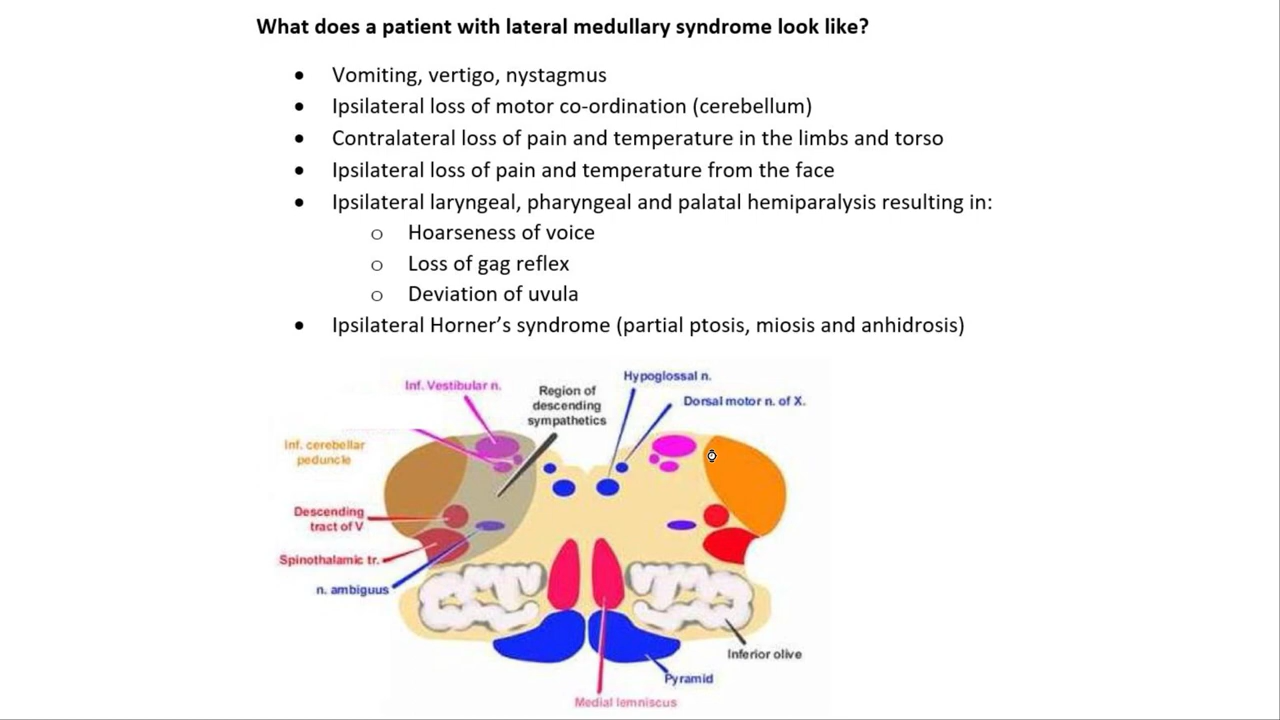 What does a patient with lateral medullary syndrome look like?
• Vomiting, vertigo, nystagmus
• Ipsilateral loss of motor co-ordination (cerebellum)
• Contralateral loss of pain and temperature in the limbs and torso
• Ipsilateral loss of pain and temperature from the face
• Ipsilateral laryngeal, pharyngeal and palatal hemiparalysis resulting in:
o Hoarseness of voice
o Loss of gag reflex
o Deviation of uvula
• Ipsilateral Horner’s syndrome (partial ptosis, miosis and anhidrosis)
Inf. Vestibular n.
Region of
descending
sympathetics
Hypoglossal n.
Dorsal motor n. of X.
Inf. cerebellar
peduncle
Descending
tract of V
Spinothalamic tr.
n. ambiguus
Inferior olive
Pyramid
Medial lemniscus